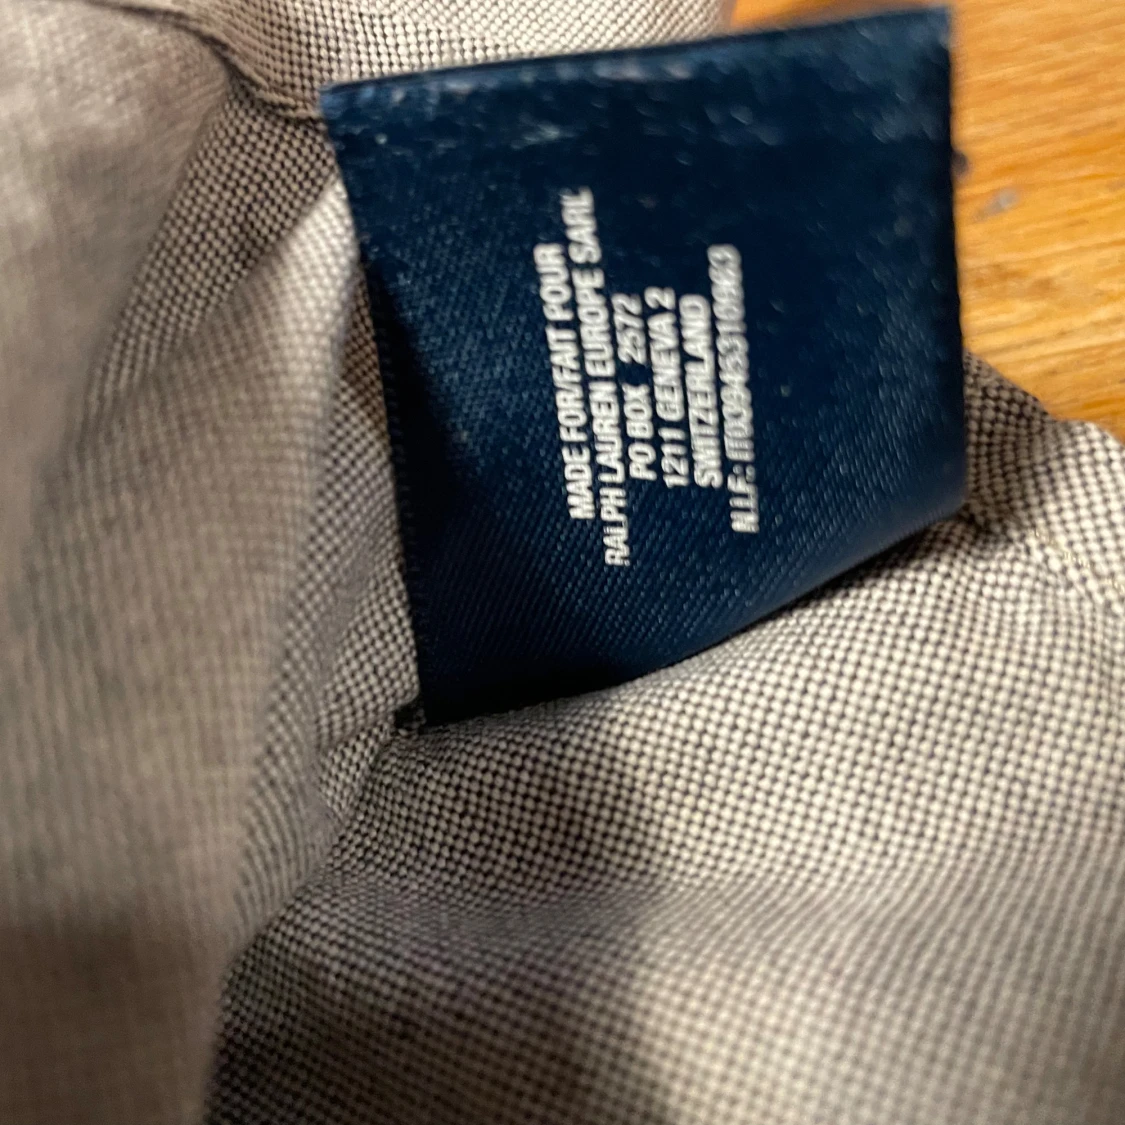 MADE FOR/FAIT POUR
RALPH LAUREN EUROPE SARL
PO BOX 2572
1211 GENEVA 2
SWITZERLAND
N.I.F.: